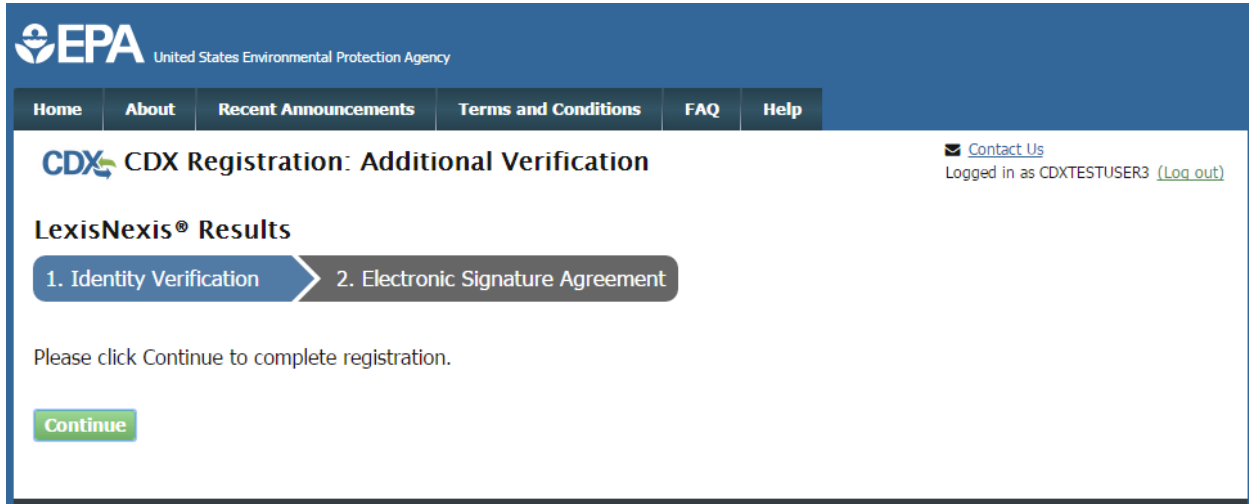 EPA United States Environmental Protection Agency
Home About Recent Announcements Terms and Conditions FAQ Help
CDX CDX Registration: Additional Verification
Contact Us
Logged in as CDXTESTUSER3 (Log out)
LexisNexis® Results
1. Identity Verification 2. Electronic Signature Agreement
Please click Continue to complete registration.
Continue